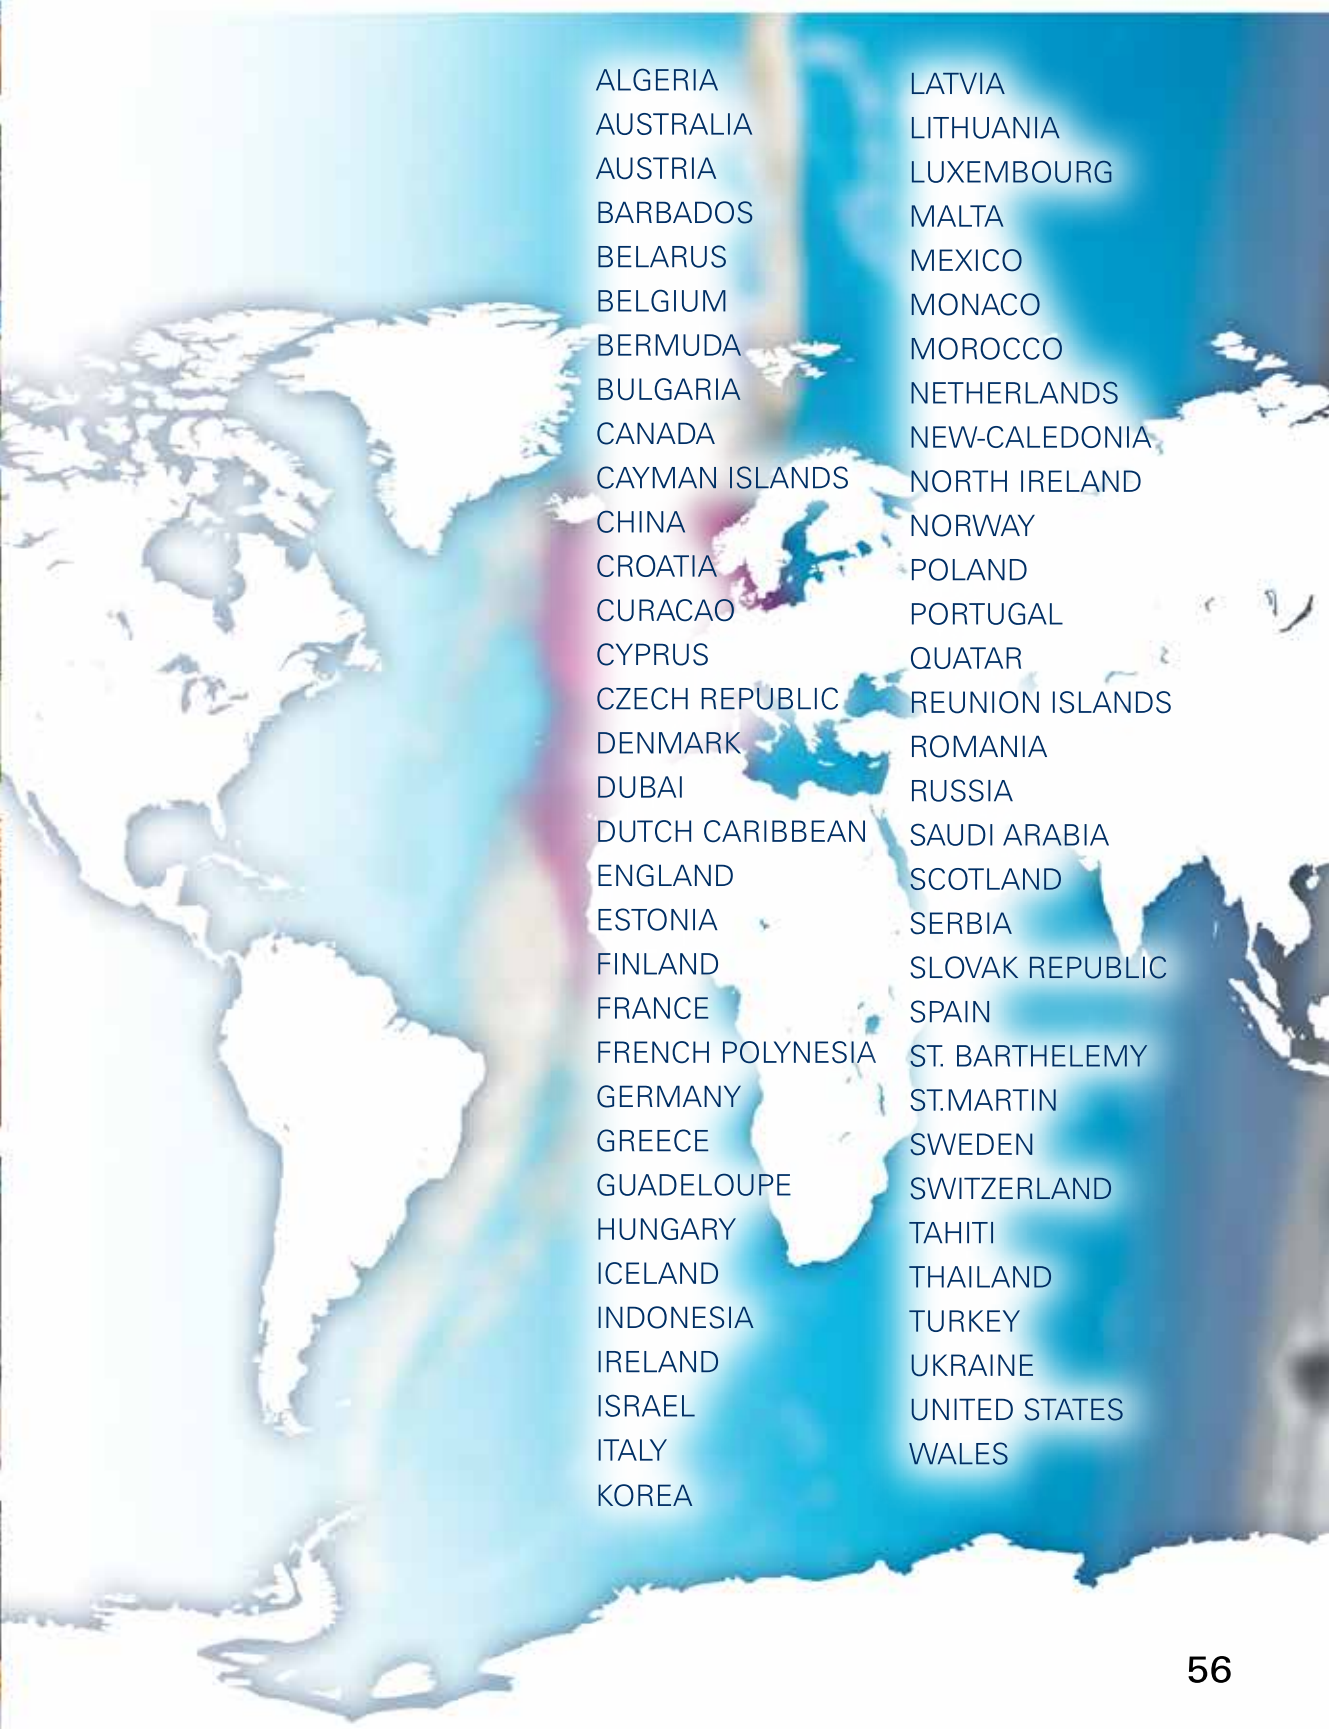 ALGERIA
AUSTRALIA
AUSTRIA
BARBADOS
BELARUS
BELGIUM
BERMUDA
BULGARIA
CANADA
CAYMAN ISLANDS
CHINA
CROATIA
CURACAO
CYPRUS
CZECH REPUBLIC
DENMARK
DUBAI
DUTCH CARIBBEAN
ENGLAND
ESTONIA
FINLAND
FRANCE
FRENCH POLYNESIA
GERMANY
GREECE
GUADELOUPE
HUNGARY
ICELAND
INDONESIA
IRELAND
ISRAEL
ITALY
KOREA
LATVIA
LITHUANIA
LUXEMBOURG
MALTA
MEXICO
MONACO
MOROCCO
NETHERLANDS
NEW-CALEDONIA
NORTH IRELAND
NORWAY
POLAND
PORTUGAL
QUATAR
REUNION ISLANDS
ROMANIA
RUSSIA
SAUDI ARABIA
SCOTLAND
SERBIA
SLOVAK REPUBLIC
SPAIN
ST. BARTHELEMY
ST.MARTIN
SWEDEN
SWITZERLAND
TAHITI
THAILAND
TURKEY
UKRAINE
UNITED STATES
WALES
56